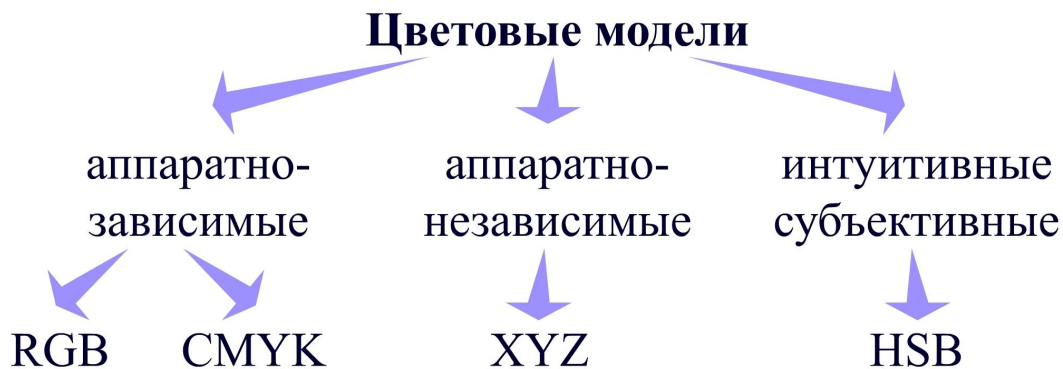 Цветовые модели
аппаратно-
зависимые
аппаратно-
независимые
интуитивные
субъективные
RGB
CMYK
XYZ
HSB